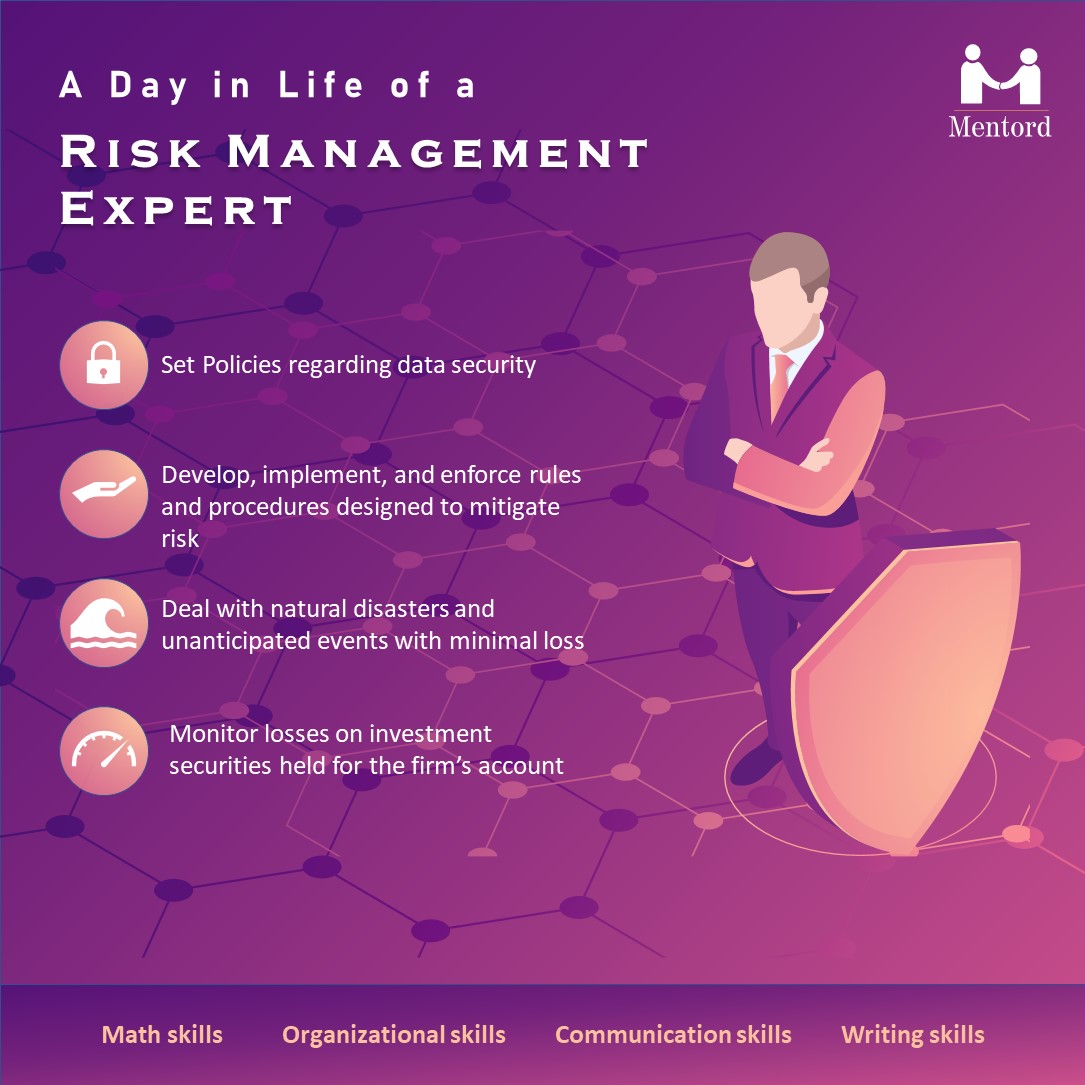 A Day in Life of a
RISK MANAGEMENT
EXPERT
Mentord
Set Policies regarding data security
Develop, implement, and enforce rules
and procedures designed to mitigate
risk
Deal with natural disasters and
unanticipated events with minimal loss
Monitor losses on investment
securities held for the firm’s account
Math skills
Organizational skills
Communication skills
Writing skills